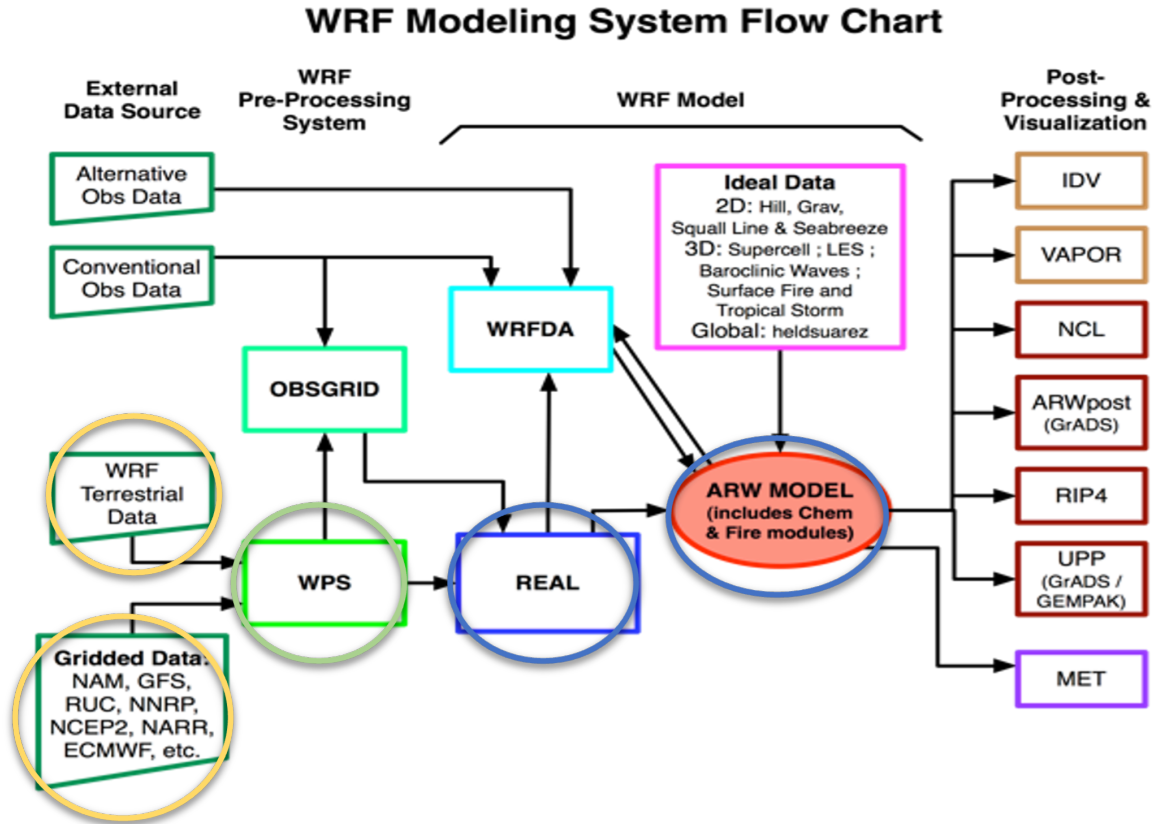 WRF Modeling System Flow Chart
External
Data Source
WRF
Pre-Processing
System
WRF Model
Post-
Processing &
Visualization
Alternative
Obs Data
Conventional
Obs Data
WRF
Terrestrial
Data
Gridded Data:
NAM, GFS,
RUC, NNRP,
NCEP2, NARR,
ECMWF, etc.
OBSGRID
WPS
WRFDA
REAL
Ideal Data
2D: Hill, Grav,
Squall Line & Seabreeze
3D: Supercell ; LES ;
Baroclinic Waves ;
Surface Fire and
Tropical Storm
Global: heldsuarez
ARW MODEL
(includes Chem
& Fire modules)
IDV
VAPOR
NCL
ARWpost
(GrADS)
RIP4
UPP
(GrADS /
GEMPAK)
MET